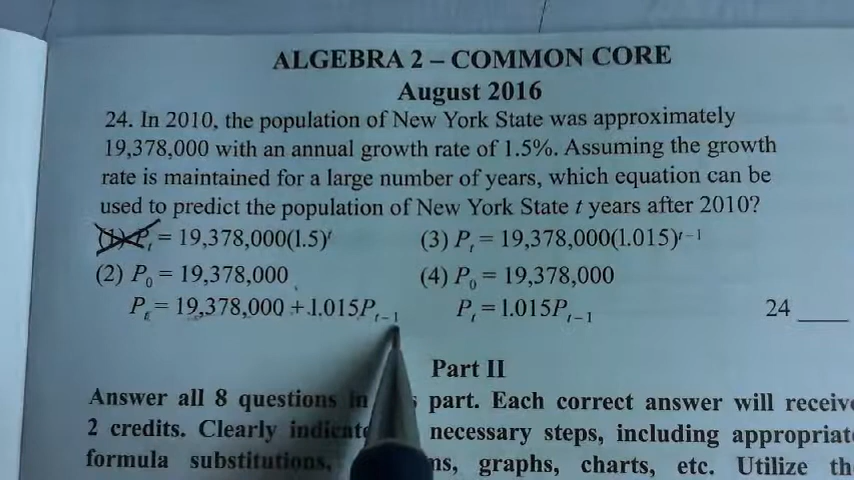 ALGEBRA 2 – COMMON CORE
August 2016
24. In 2010, the population of New York State was approximately
19,378,000 with an annual growth rate of 1.5%. Assuming the growth
rate is maintained for a large number of years, which equation can be
used to predict the population of New York State t years after 2010?
(1) Pₜ = 19,378,000(1.5)ᵗ (3) Pₜ = 19,378,000(1.015)ᵗ⁻¹
(2) P₀ = 19,378,000 (4) P₀ = 19,378,000
Pₜ = 19,378,000 + 1.015Pₜ₋₁ Pₜ = 1.015Pₜ₋₁ 24 ____
Part II
Answer all 8 questions in part. Each correct answer will receive
2 credits. Clearly indicate necessary steps, including appropriate
formula substitutions, graphs, charts, etc. Utilize